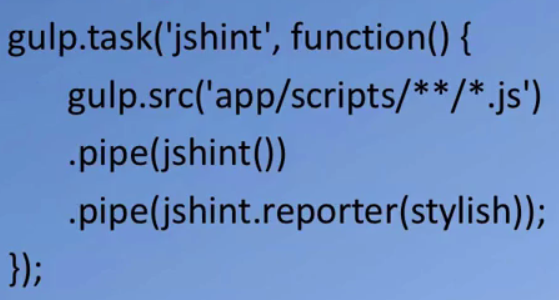 gulp.task('jshint', function() {
gulp.src('app/scripts/**/*.js')
.pipe(jshint())
.pipe(jshint.reporter(stylish));
});